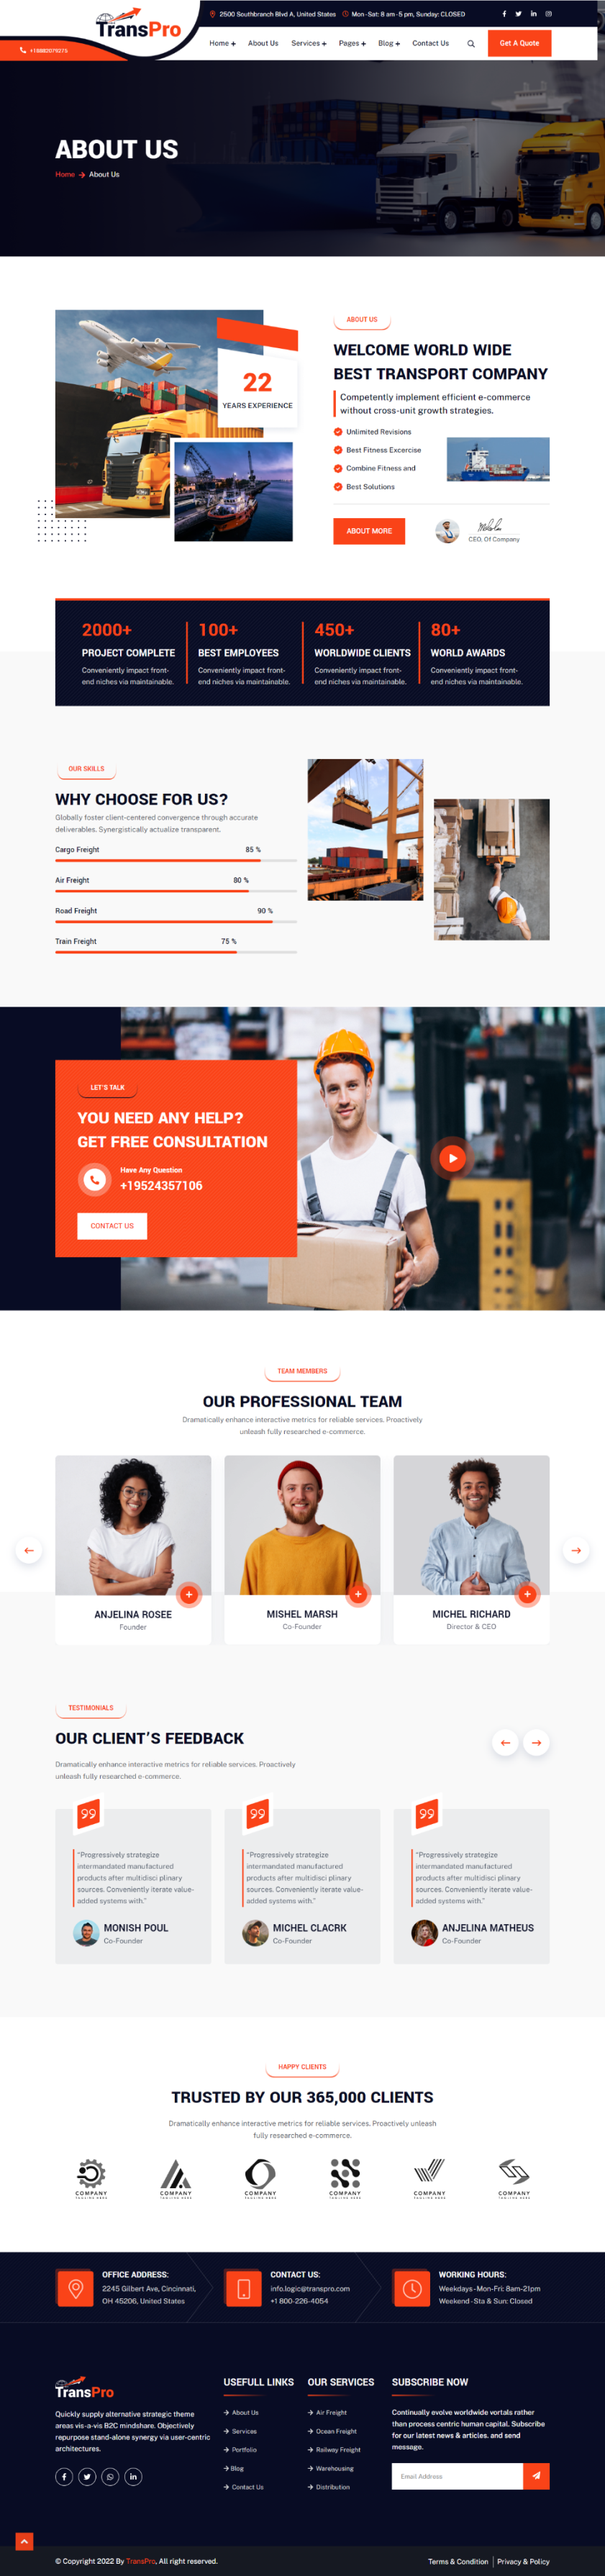 TransPro
2500 Southbranch Blvd A, United States
Mon-Sat: 8 am - 5 pm, Sunday: CLOSED
+16882079275
Home +
About Us
Services +
Pages +
Blog +
Contact Us
Get A Quote
ABOUT US
Home → About Us
22
YEARS EXPERIENCE
ABOUT US
WELCOME WORLD WIDE
BEST TRANSPORT COMPANY
Competently implement efficient e-commerce
without cross-unit growth strategies.
Unlimited Revisions
Best Fitness Excercise
Combine Fitness and
Best Solutions
ABOUT MORE
CEO, Of Company
2000+
PROJECT COMPLETE
Conveniently impact front-
end niches via maintainable.
100+
BEST EMPLOYEES
Conveniently impact front-
end niches via maintainable.
450+
WORLDWIDE CLIENTS
Conveniently impact front-
end niches via maintainable.
80+
WORLD AWARDS
Conveniently impact front-
end niches via maintainable.
OUR SKILLS
WHY CHOOSE FOR US?
Globally foster client-centered convergence through accurate
deliverables. Synergistically actualize transparent.
Cargo Freight 85 %
Air Freight 80 %
Road Freight 90 %
Train Freight 75 %
LET'S TALK
YOU NEED ANY HELP?
GET FREE CONSULTATION
Have Any Question
+19524357106
CONTACT US
TEAM MEMBERS
OUR PROFESSIONAL TEAM
Dramatically enhance interactive metrics for reliable services. Proactively
unleash fully researched e-commerce.
ANJELINA ROSEE
Founder
MISHEL MARSH
Co-Founder
MICHEL RICHARD
Director & CEO
TESTIMONIALS
OUR CLIENT'S FEEDBACK
Dramatically enhance interactive metrics for reliable services. Proactively
unleash fully researched e-commerce.
"Progressively strategize
intermandated manufactured
products after multidisci plinary
sources. Conveniently iterate value-
added systems with."
MONISH POUL
Co-Founder
"Progressively strategize
intermandated manufactured
products after multidisci plinary
sources. Conveniently iterate value-
added systems with."
MICHEL CLACRK
Co-Founder
"Progressively strategize
intermandated manufactured
products after multidisci plinary
sources. Conveniently iterate value-
added systems with."
ANJELINA MATHEUS
Co-Founder
HAPPY CLIENTS
TRUSTED BY OUR 365,000 CLIENTS
Dramatically enhance interactive metrics for reliable services. Proactively unleash
fully researched e-commerce.
COMPANY
TAGLINE HERE
COMPANY
TAGLINE HERE
COMPANY
TAGLINE HERE
COMPANY
TAGLINE HERE
COMPANY
TAGLINE HERE
COMPANY
TAGLINE HERE
OFFICE ADDRESS:
2245 Gilbert Ave, Cincinnati,
OH 45206, United States
CONTACT US:
info.logic@transpro.com
+1 800-226-4054
WORKING HOURS:
Weekdays - Mon-Fri: 8am-21pm
Weekend - Sta & Sun: Closed
TransPro
Quickly supply alternative strategic theme
areas vis-a-vis B2C mindshare. Objectively
repurpose stand-alone synergy via user-centric
architectures.
USEFULL LINKS
→ About Us
→ Services
→ Portfolio
→ Blog
→ Contact Us
OUR SERVICES
→ Air Freight
→ Ocean Freight
→ Railway Freight
→ Warehousing
→ Distribution
SUBSCRIBE NOW
Continually evolve worldwide vortals rather
than process centric human capital. Subscribe
for our latest news & articles. and send
message.
Email Address
© Copyright 2022 By TransPro, All right reserved.
Terms & Condition | Privacy & Policy